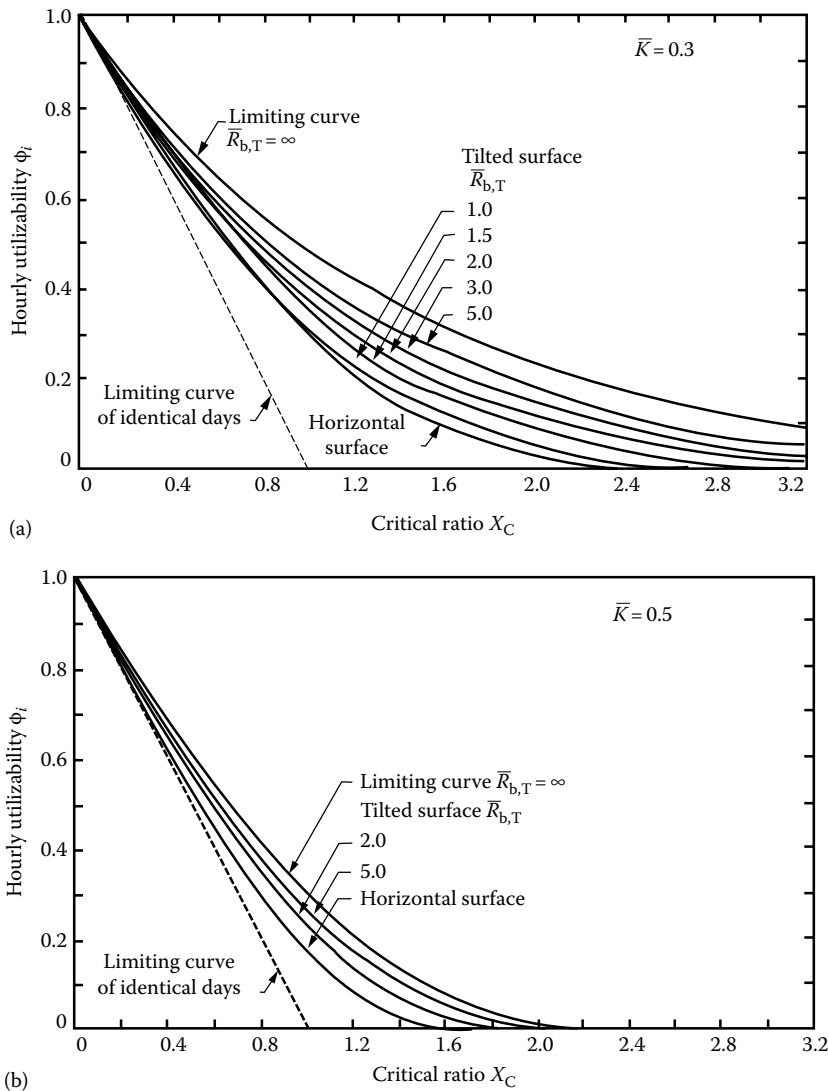 1.0
K̅ = 0.3
0.8
Limiting curve
R̅b,T = ∞
Tilted surface
R̅b,T
0.6
1.0
1.5
2.0
3.0
5.0
Hourly utilizability ϕi
0.4
0.2
Limiting curve
of identical days
Horizontal
surface
0
0 0.4 0.8 1.2 1.6 2.0 2.4 2.8 3.2
(a)
Critical ratio XC
1.0
K̅ = 0.5
0.8
0.6
Hourly utilizability ϕi
Limiting curve R̅b,T = ∞
Tilted surface R̅b,T
2.0
0.4
5.0
Horizontal surface
0.2
Limiting curve
of identical days
0
0 0.4 0.8 1.2 1.6 2.0 2.4 2.8 3.2
(b)
Critical ratio XC